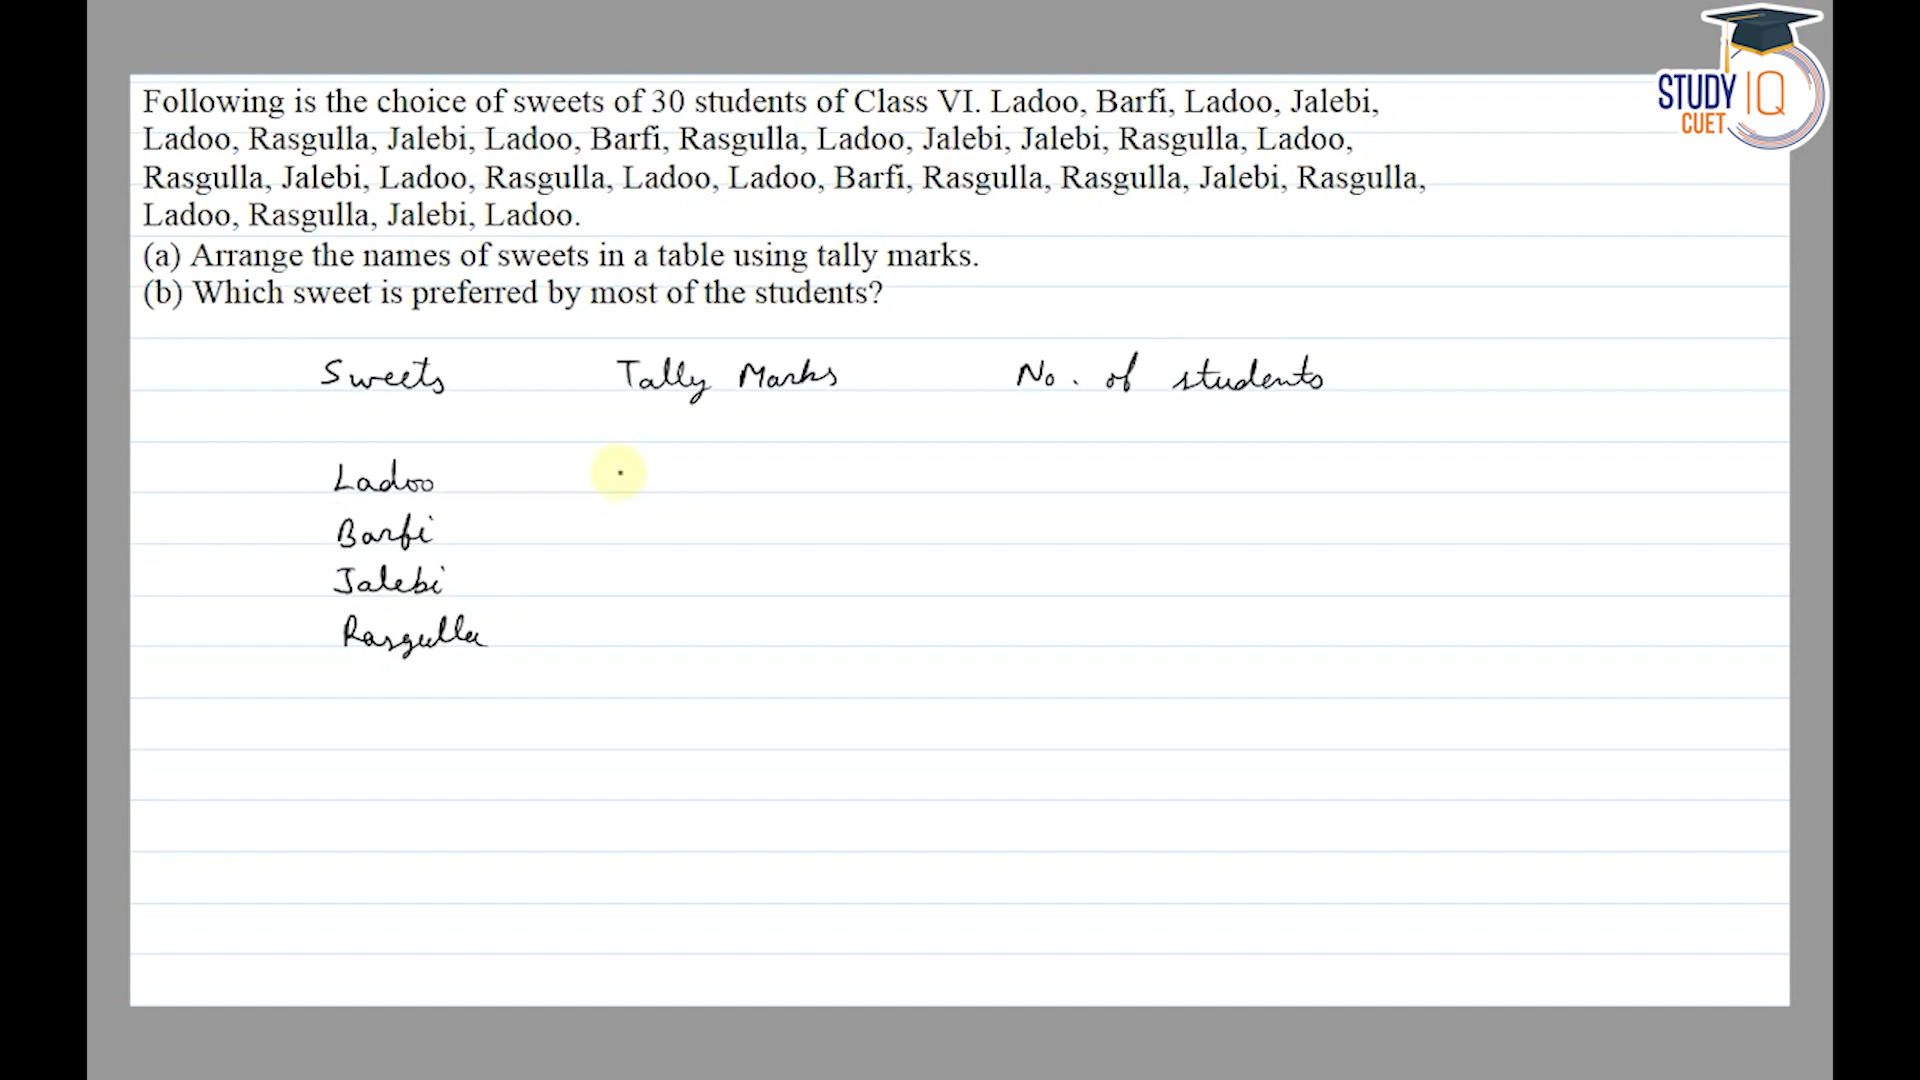 STUDY IQ
CUET
Following is the choice of sweets of 30 students of Class VI. Ladoo, Barfi, Ladoo, Jalebi,
Ladoo, Rasgulla, Jalebi, Ladoo, Barfi, Rasgulla, Ladoo, Jalebi, Jalebi, Rasgulla, Ladoo,
Rasgulla, Jalebi, Ladoo, Rasgulla, Ladoo, Ladoo, Barfi, Rasgulla, Rasgulla, Jalebi, Rasgulla,
Ladoo, Rasgulla, Jalebi, Ladoo.
(a) Arrange the names of sweets in a table using tally marks.
(b) Which sweet is preferred by most of the students?
Sweets Tally Marks No. of students
Ladoo
Barfi
Jalebi
Rasgulla